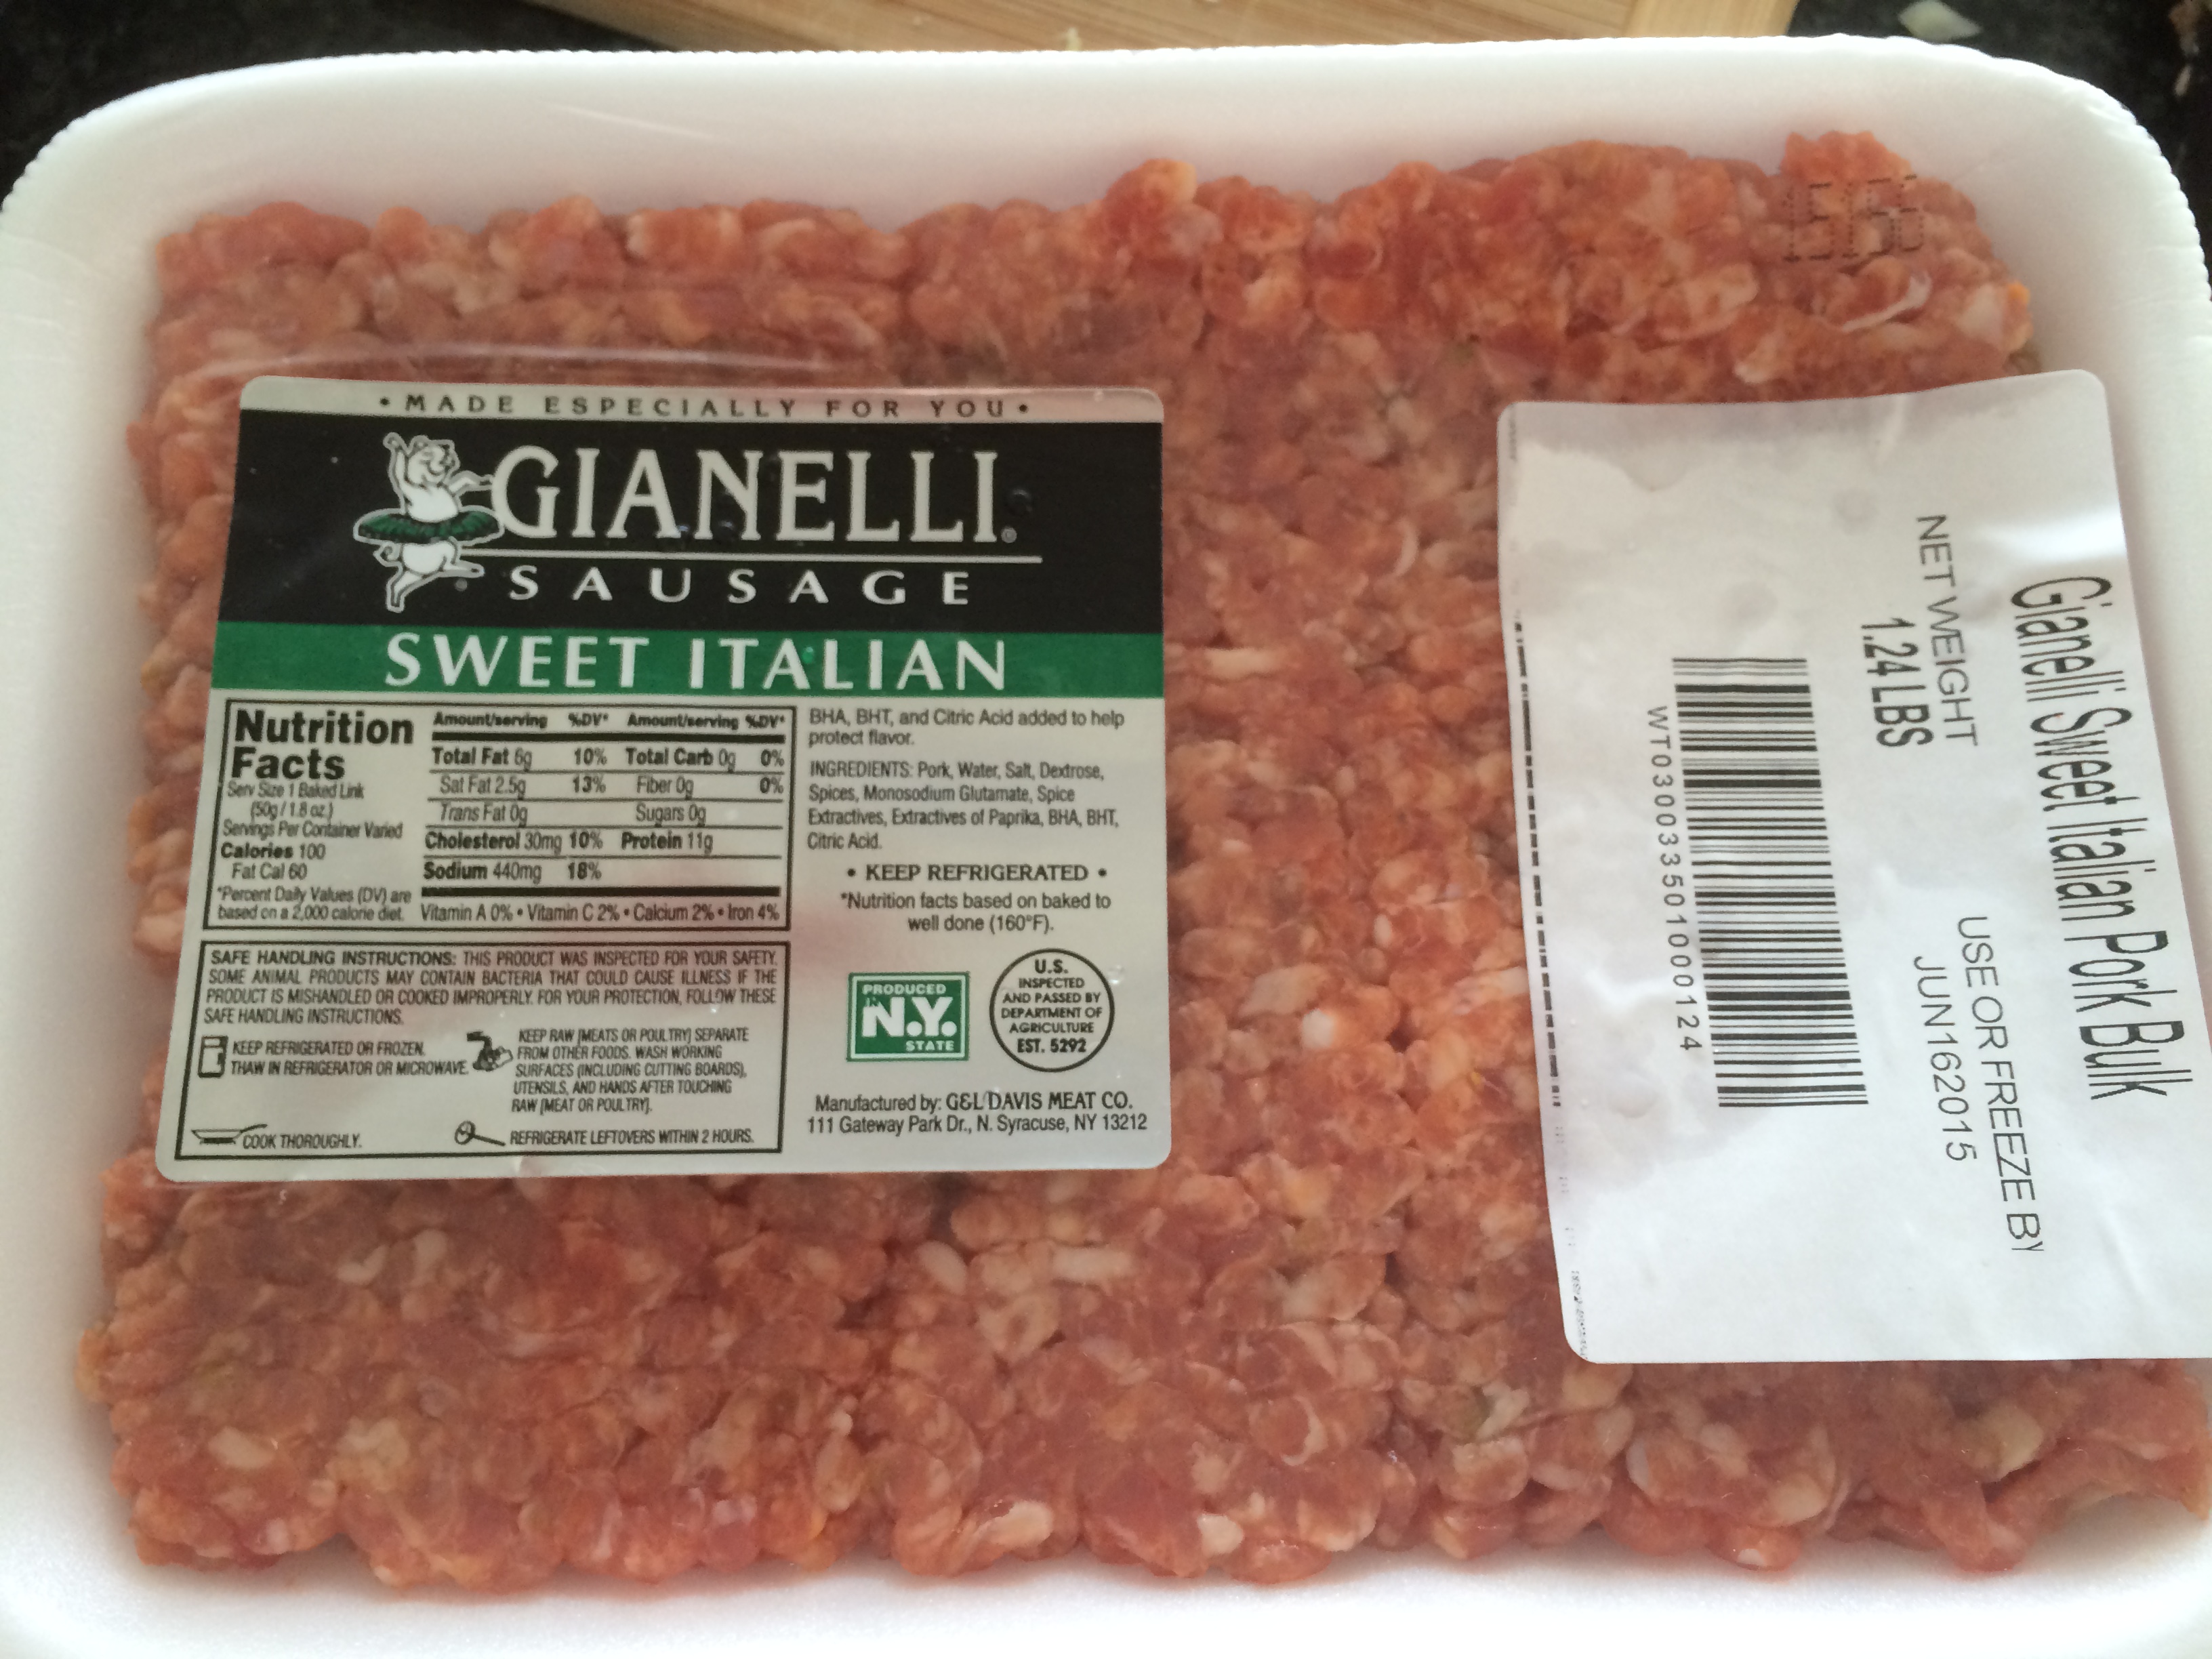 • MADE ESPECIALLY FOR YOU •
GIANELLI®
SAUSAGE
SWEET ITALIAN
Nutrition
Facts
Serv Size 1 Baked Link
(50g / 1.8 oz.)
Servings Per Container Varied
Calories 100
Fat Cal 60
*Percent Daily Values (DV) are
based on a 2,000 calorie diet.
Amount/serving %DV* Amount/serving %DV*
Total Fat 6g 10% Total Carb 0g 0%
Sat Fat 2.5g 13% Fiber 0g 0%
Trans Fat 0g Sugars 0g
Cholesterol 30mg 10% Protein 11g
Sodium 440mg 18%
Vitamin A 0% • Vitamin C 2% • Calcium 2% • Iron 4%
BHA, BHT, and Citric Acid added to help
protect flavor.
INGREDIENTS: Pork, Water, Salt, Dextrose,
Spices, Monosodium Glutamate, Spice
Extractives, Extractives of Paprika, BHA, BHT,
Citric Acid.
• KEEP REFRIGERATED •
*Nutrition facts based on baked to
well done (160°F).
SAFE HANDLING INSTRUCTIONS: THIS PRODUCT WAS INSPECTED FOR YOUR SAFETY.
SOME ANIMAL PRODUCTS MAY CONTAIN BACTERIA THAT COULD CAUSE ILLNESS IF THE
PRODUCT IS MISHANDLED OR COOKED IMPROPERLY. FOR YOUR PROTECTION, FOLLOW THESE
SAFE HANDLING INSTRUCTIONS.
KEEP REFRIGERATED OR FROZEN.
THAW IN REFRIGERATOR OR MICROWAVE.
KEEP RAW [MEATS OR POULTRY] SEPARATE
FROM OTHER FOODS. WASH WORKING
SURFACES (INCLUDING CUTTING BOARDS),
UTENSILS, AND HANDS AFTER TOUCHING
RAW [MEAT OR POULTRY].
COOK THOROUGHLY.
REFRIGERATE LEFTOVERS WITHIN 2 HOURS.
PRODUCED
in
N.Y.
STATE
U.S.
INSPECTED
AND PASSED BY
DEPARTMENT OF
AGRICULTURE
EST. 5292
Manufactured by: G&L DAVIS MEAT CO.
111 Gateway Park Dr., N. Syracuse, NY 13212
15156
Gianelli Sweet Italian Pork Bulk
NET WEIGHT
1.24 LBS
USE OR FREEZE BY
JUN162015
WT030033501000124